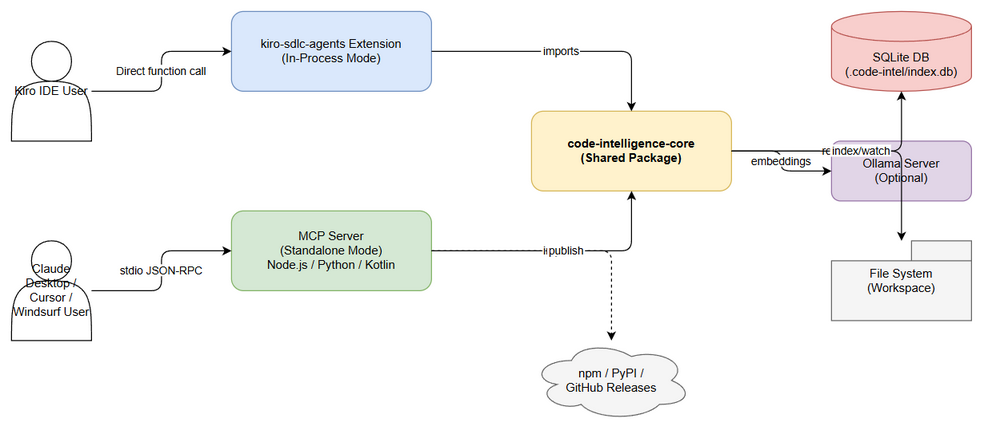 Kiro IDE User
Direct function call
kiro-sdlc-agents Extension
(In-Process Mode)
imports
code-intelligence-core
(Shared Package)
SQLite DB
(.code-intel/index.db)
index/watch
embeddings
Ollama Server
(Optional)
File System
(Workspace)
Claude
Desktop /
Cursor /
Windsurf User
stdio JSON-RPC
MCP Server
(Standalone Mode)
Node.js / Python / Kotlin
publish
npm / PyPI /
GitHub Releases